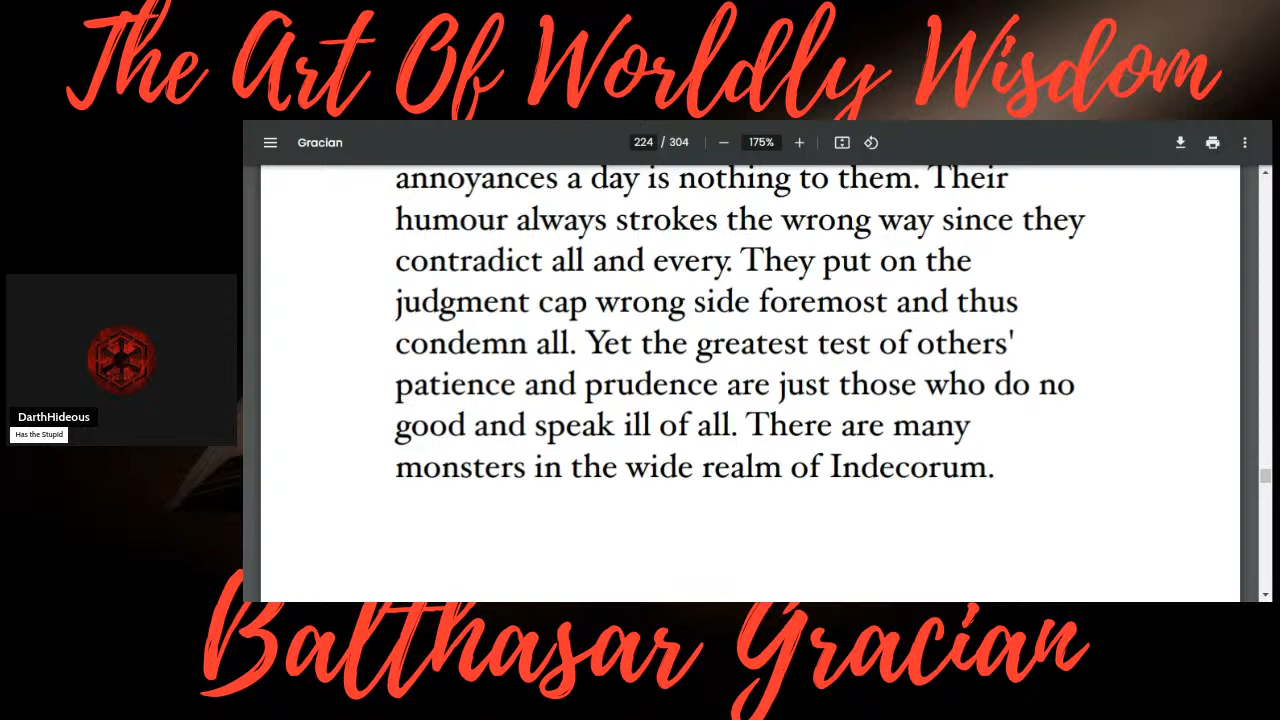 The Art Of Worldly Wisdom
Gracian
224 / 304
175%
annoyances a day is nothing to them. Their
humour always strokes the wrong way since they
contradict all and every. They put on the
judgment cap wrong side foremost and thus
condemn all. Yet the greatest test of others'
patience and prudence are just those who do no
good and speak ill of all. There are many
monsters in the wide realm of Indecorum.
DarthHideous
Has the Stupid
Balthasar Gracian